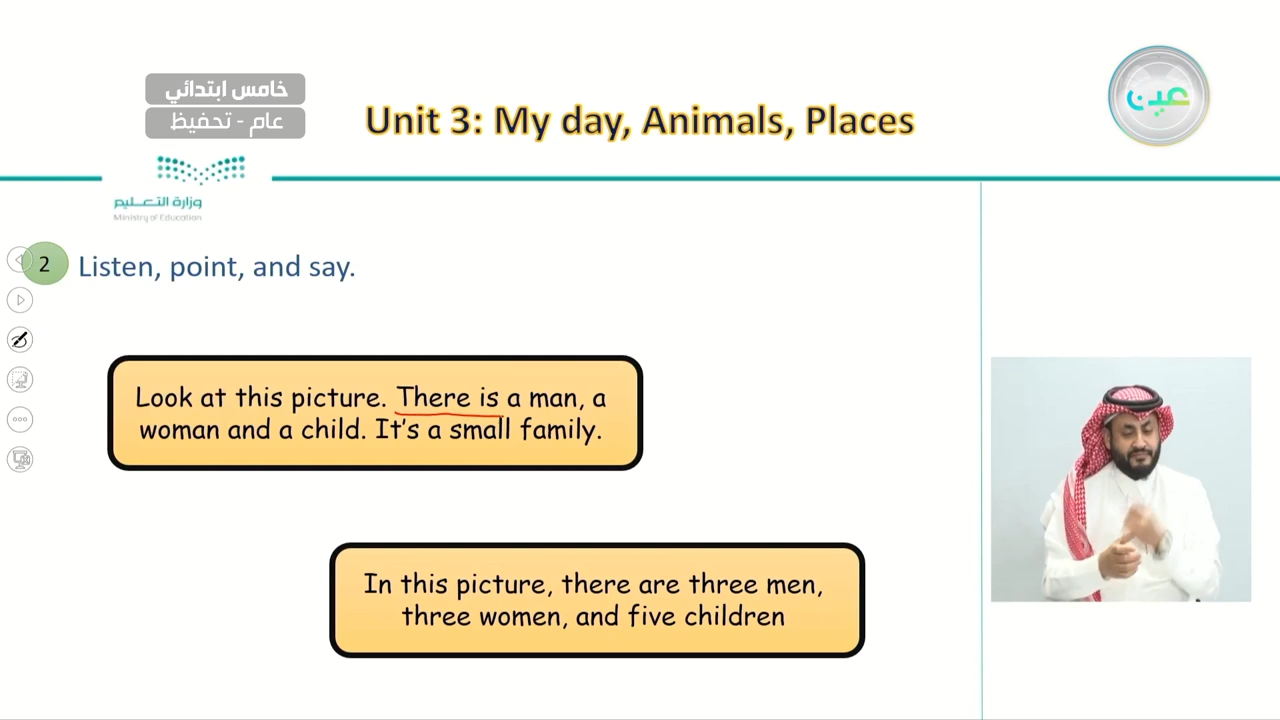 خامس ابتدائي
عام - تحفيظ
Unit 3: My day, Animals, Places
عين
وزارة التعليم
Ministry of Education
2 Listen, point, and say.
Look at this picture. There is a man, a
woman and a child. It's a small family.
In this picture, there are three men,
three women, and five children